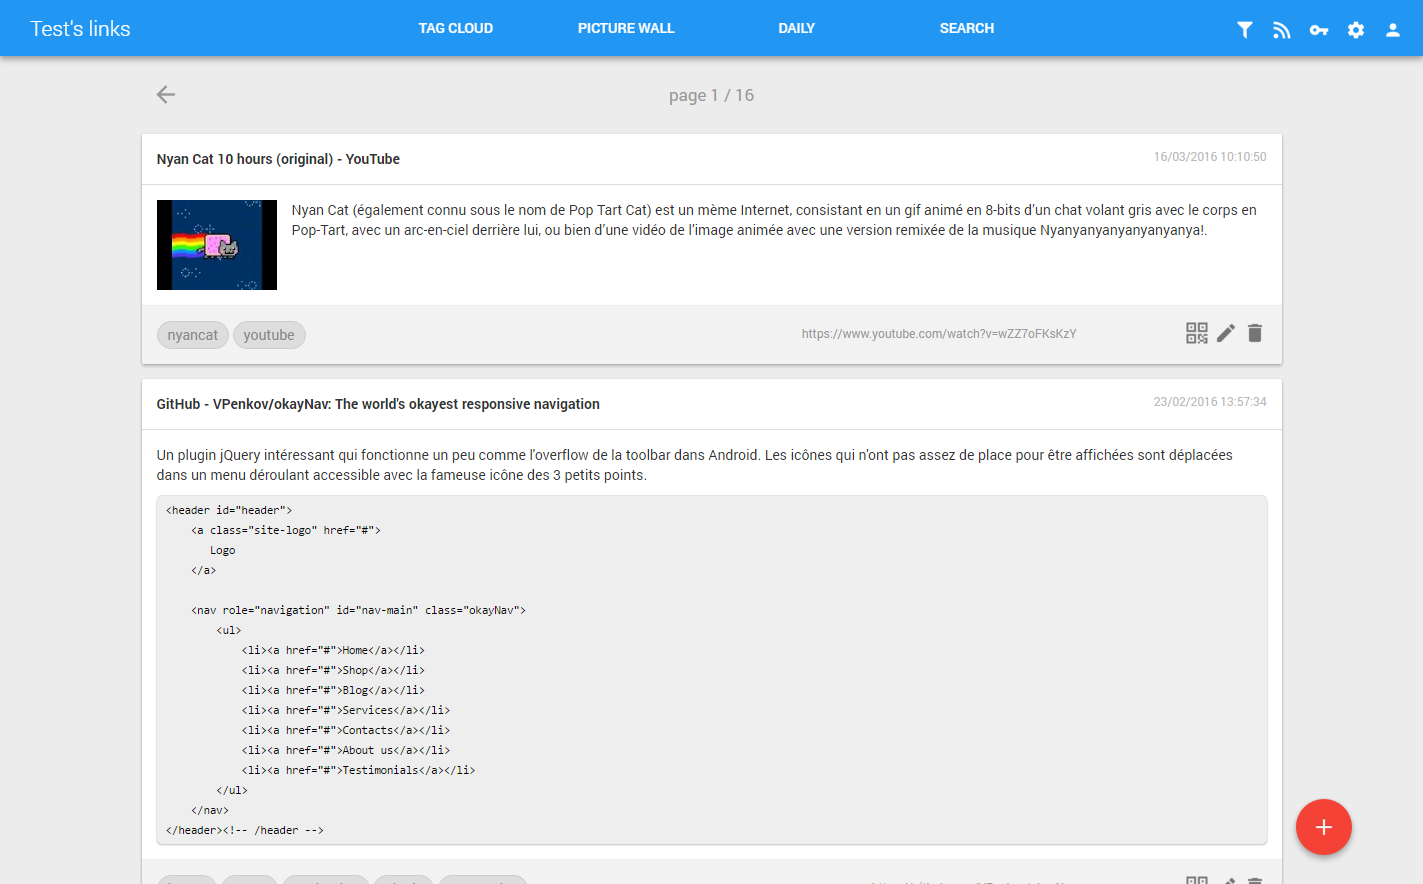 Test's links
TAG CLOUD
PICTURE WALL
DAILY
SEARCH
page 1 / 16
Nyan Cat 10 hours (original) - YouTube
16/03/2016 10:10:50
Nyan Cat (également connu sous le nom de Pop Tart Cat) est un mème Internet, consistant en un gif animé en 8-bits d'un chat volant gris avec le corps en
Pop-Tart, avec un arc-en-ciel derrière lui, ou bien d'une vidéo de l'image animée avec une version remixée de la musique Nyanyanyanyanyanyanya!.
nyancat
youtube
https://www.youtube.com/watch?v=wZZ7oFKsKzY
GitHub - VPenkov/okayNav: The world's okayest responsive navigation
23/02/2016 13:57:34
Un plugin jQuery intéressant qui fonctionne un peu comme l'overflow de la toolbar dans Android. Les icônes qui n'ont pas assez de place pour être affichées sont déplacées
dans un menu déroulant accessible avec la fameuse icône des 3 petits points.
<header id="header">
<a class="site-logo" href="#">
Logo
</a>
<nav role="navigation" id="nav-main" class="okayNav">
<ul>
<li><a href="#">Home</a></li>
<li><a href="#">Shop</a></li>
<li><a href="#">Blog</a></li>
<li><a href="#">Services</a></li>
<li><a href="#">Contacts</a></li>
<li><a href="#">About us</a></li>
<li><a href="#">Testimonials</a></li>
</ul>
</nav>
</header><!-- /header -->